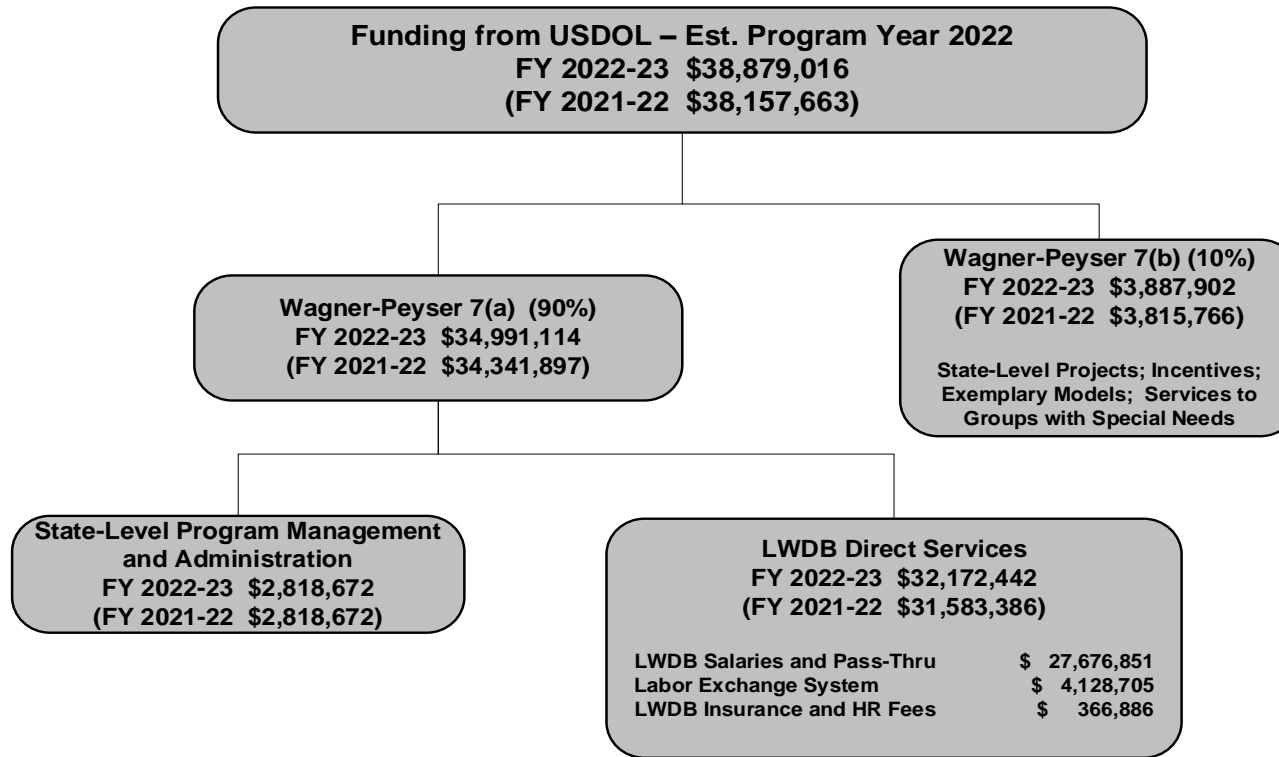 Funding from USDOL – Est. Program Year 2022
FY 2022-23 $38,879,016
(FY 2021-22 $38,157,663)
Wagner-Peyser 7(a) (90%)
FY 2022-23 $34,991,114
(FY 2021-22 $34,341,897)
Wagner-Peyser 7(b) (10%)
FY 2022-23 $3,887,902
(FY 2021-22 $3,815,766)
State-Level Projects; Incentives;
Exemplary Models; Services to
Groups with Special Needs
State-Level Program Management
and Administration
FY 2022-23 $2,818,672
(FY 2021-22 $2,818,672)
LWDB Direct Services
FY 2022-23 $32,172,442
(FY 2021-22 $31,583,386)
LWDB Salaries and Pass-Thru $ 27,676,851
Labor Exchange System $ 4,128,705
LWDB Insurance and HR Fees $ 366,886